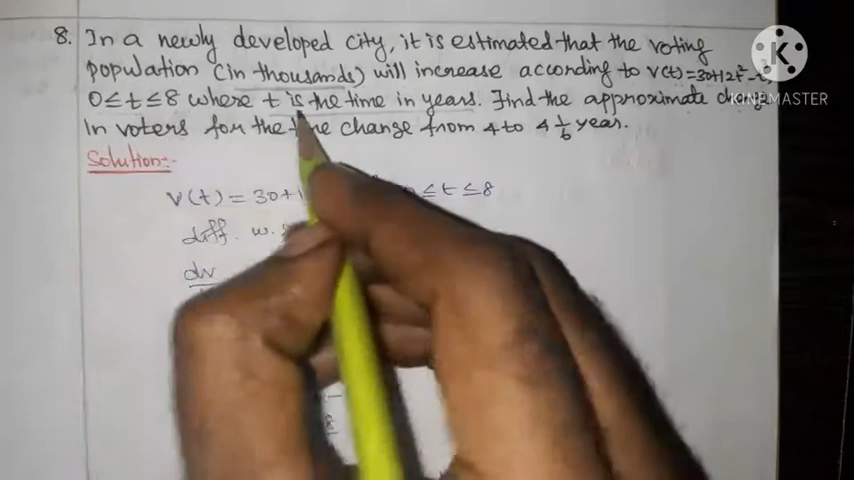 8. In a newly developed city, it is estimated that the voting
population (in thousands) will increase according to V(t)=30+12t²-
0≤t≤8 where t is the time in years. Find the approximate change
in voters for the time change from 4 to 4 1/6 year.
Solution:-
V(t) = 30+1 0≤t≤8
diff. w.
dv
KINEMASTER